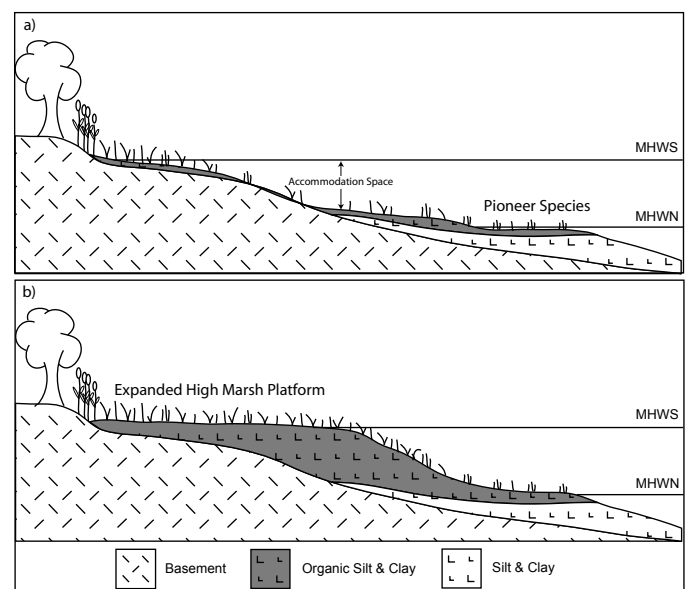 a)
MHWS
Accommodation Space
Pioneer Species
MHWN
b)
Expanded High Marsh Platform
MHWS
MHWN
Basement
Organic Silt & Clay
Silt & Clay